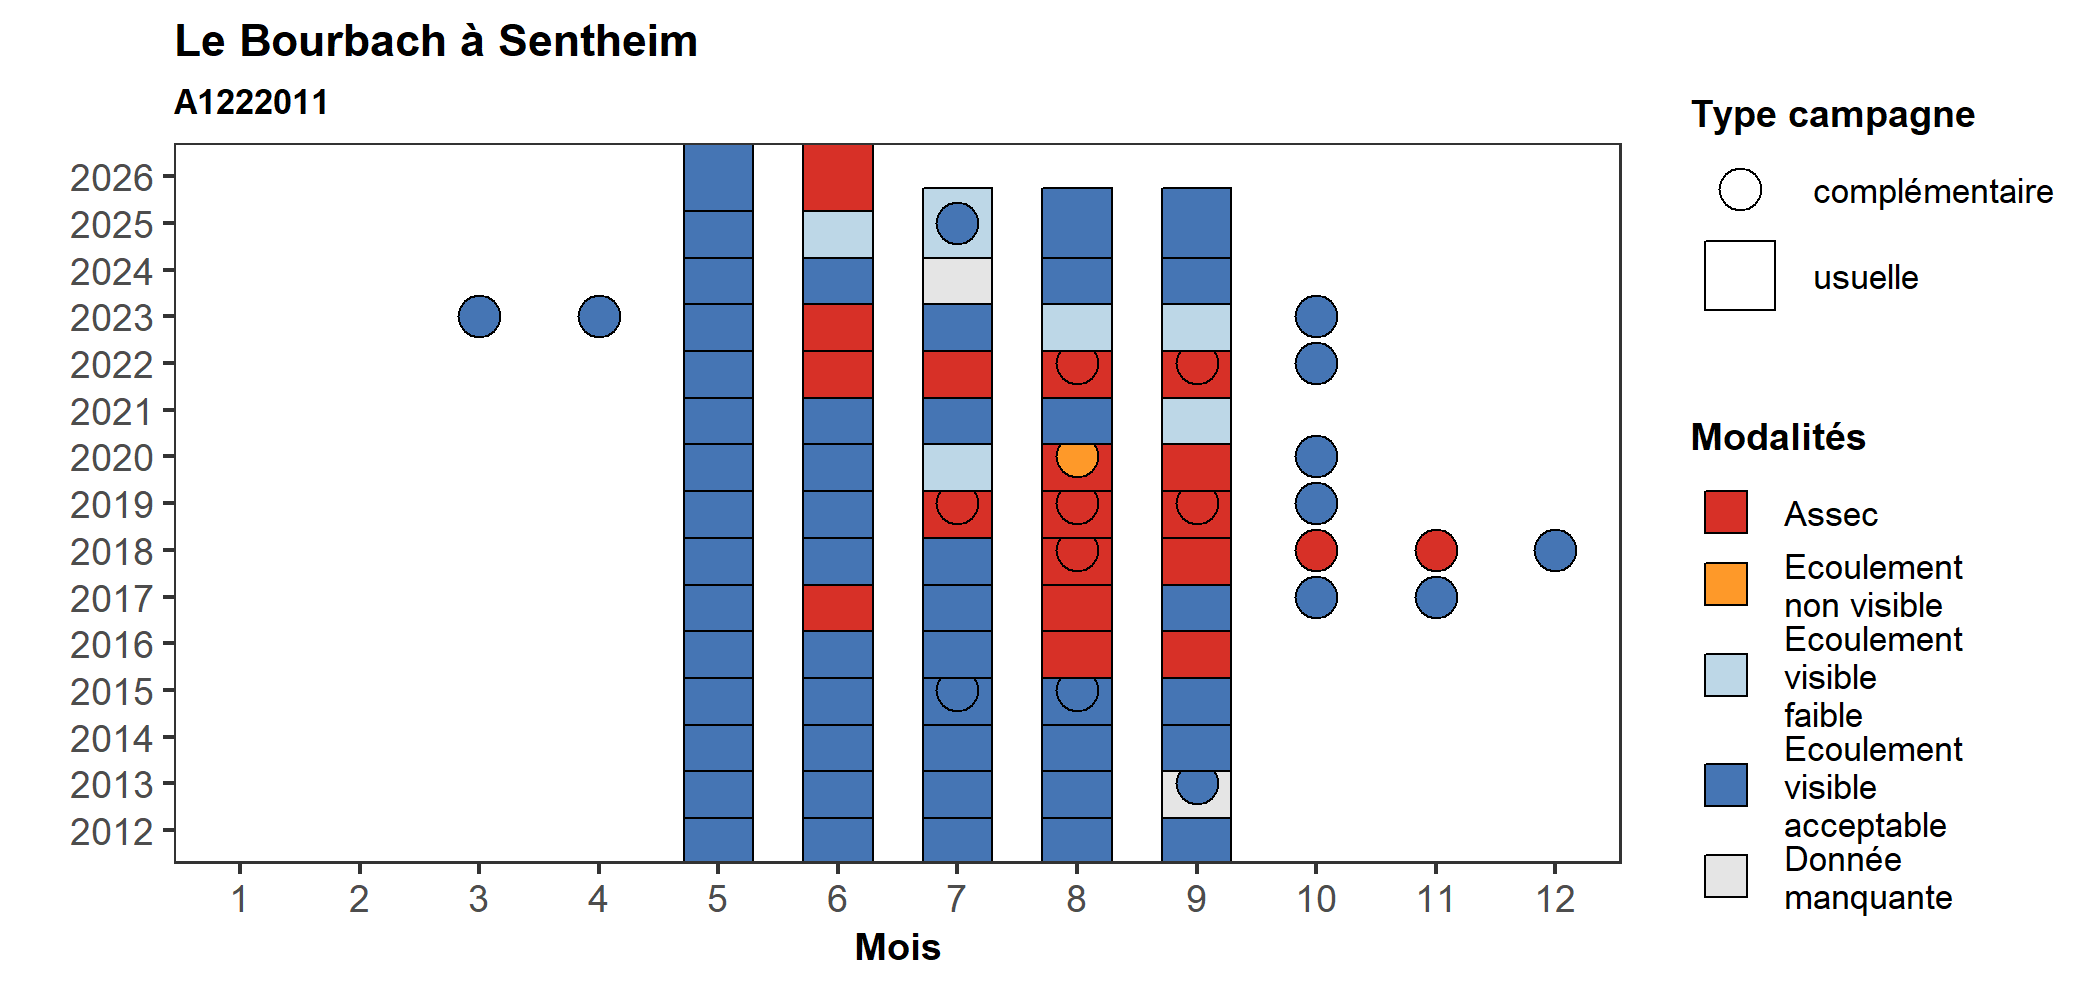 Le Bourbach à Sentheim
A1222011
2026
2025
2024
2023
2022
2021
2020
2019
2018
2017
2016
2015
2014
2013
2012
1 2 3 4 5 6 7 8 9 10 11 12
Mois
Type campagne
complémentaire
usuelle
Modalités
Assec
Ecoulement
non visible
Ecoulement
visible
faible
Ecoulement
visible
acceptable
Donnée
manquante